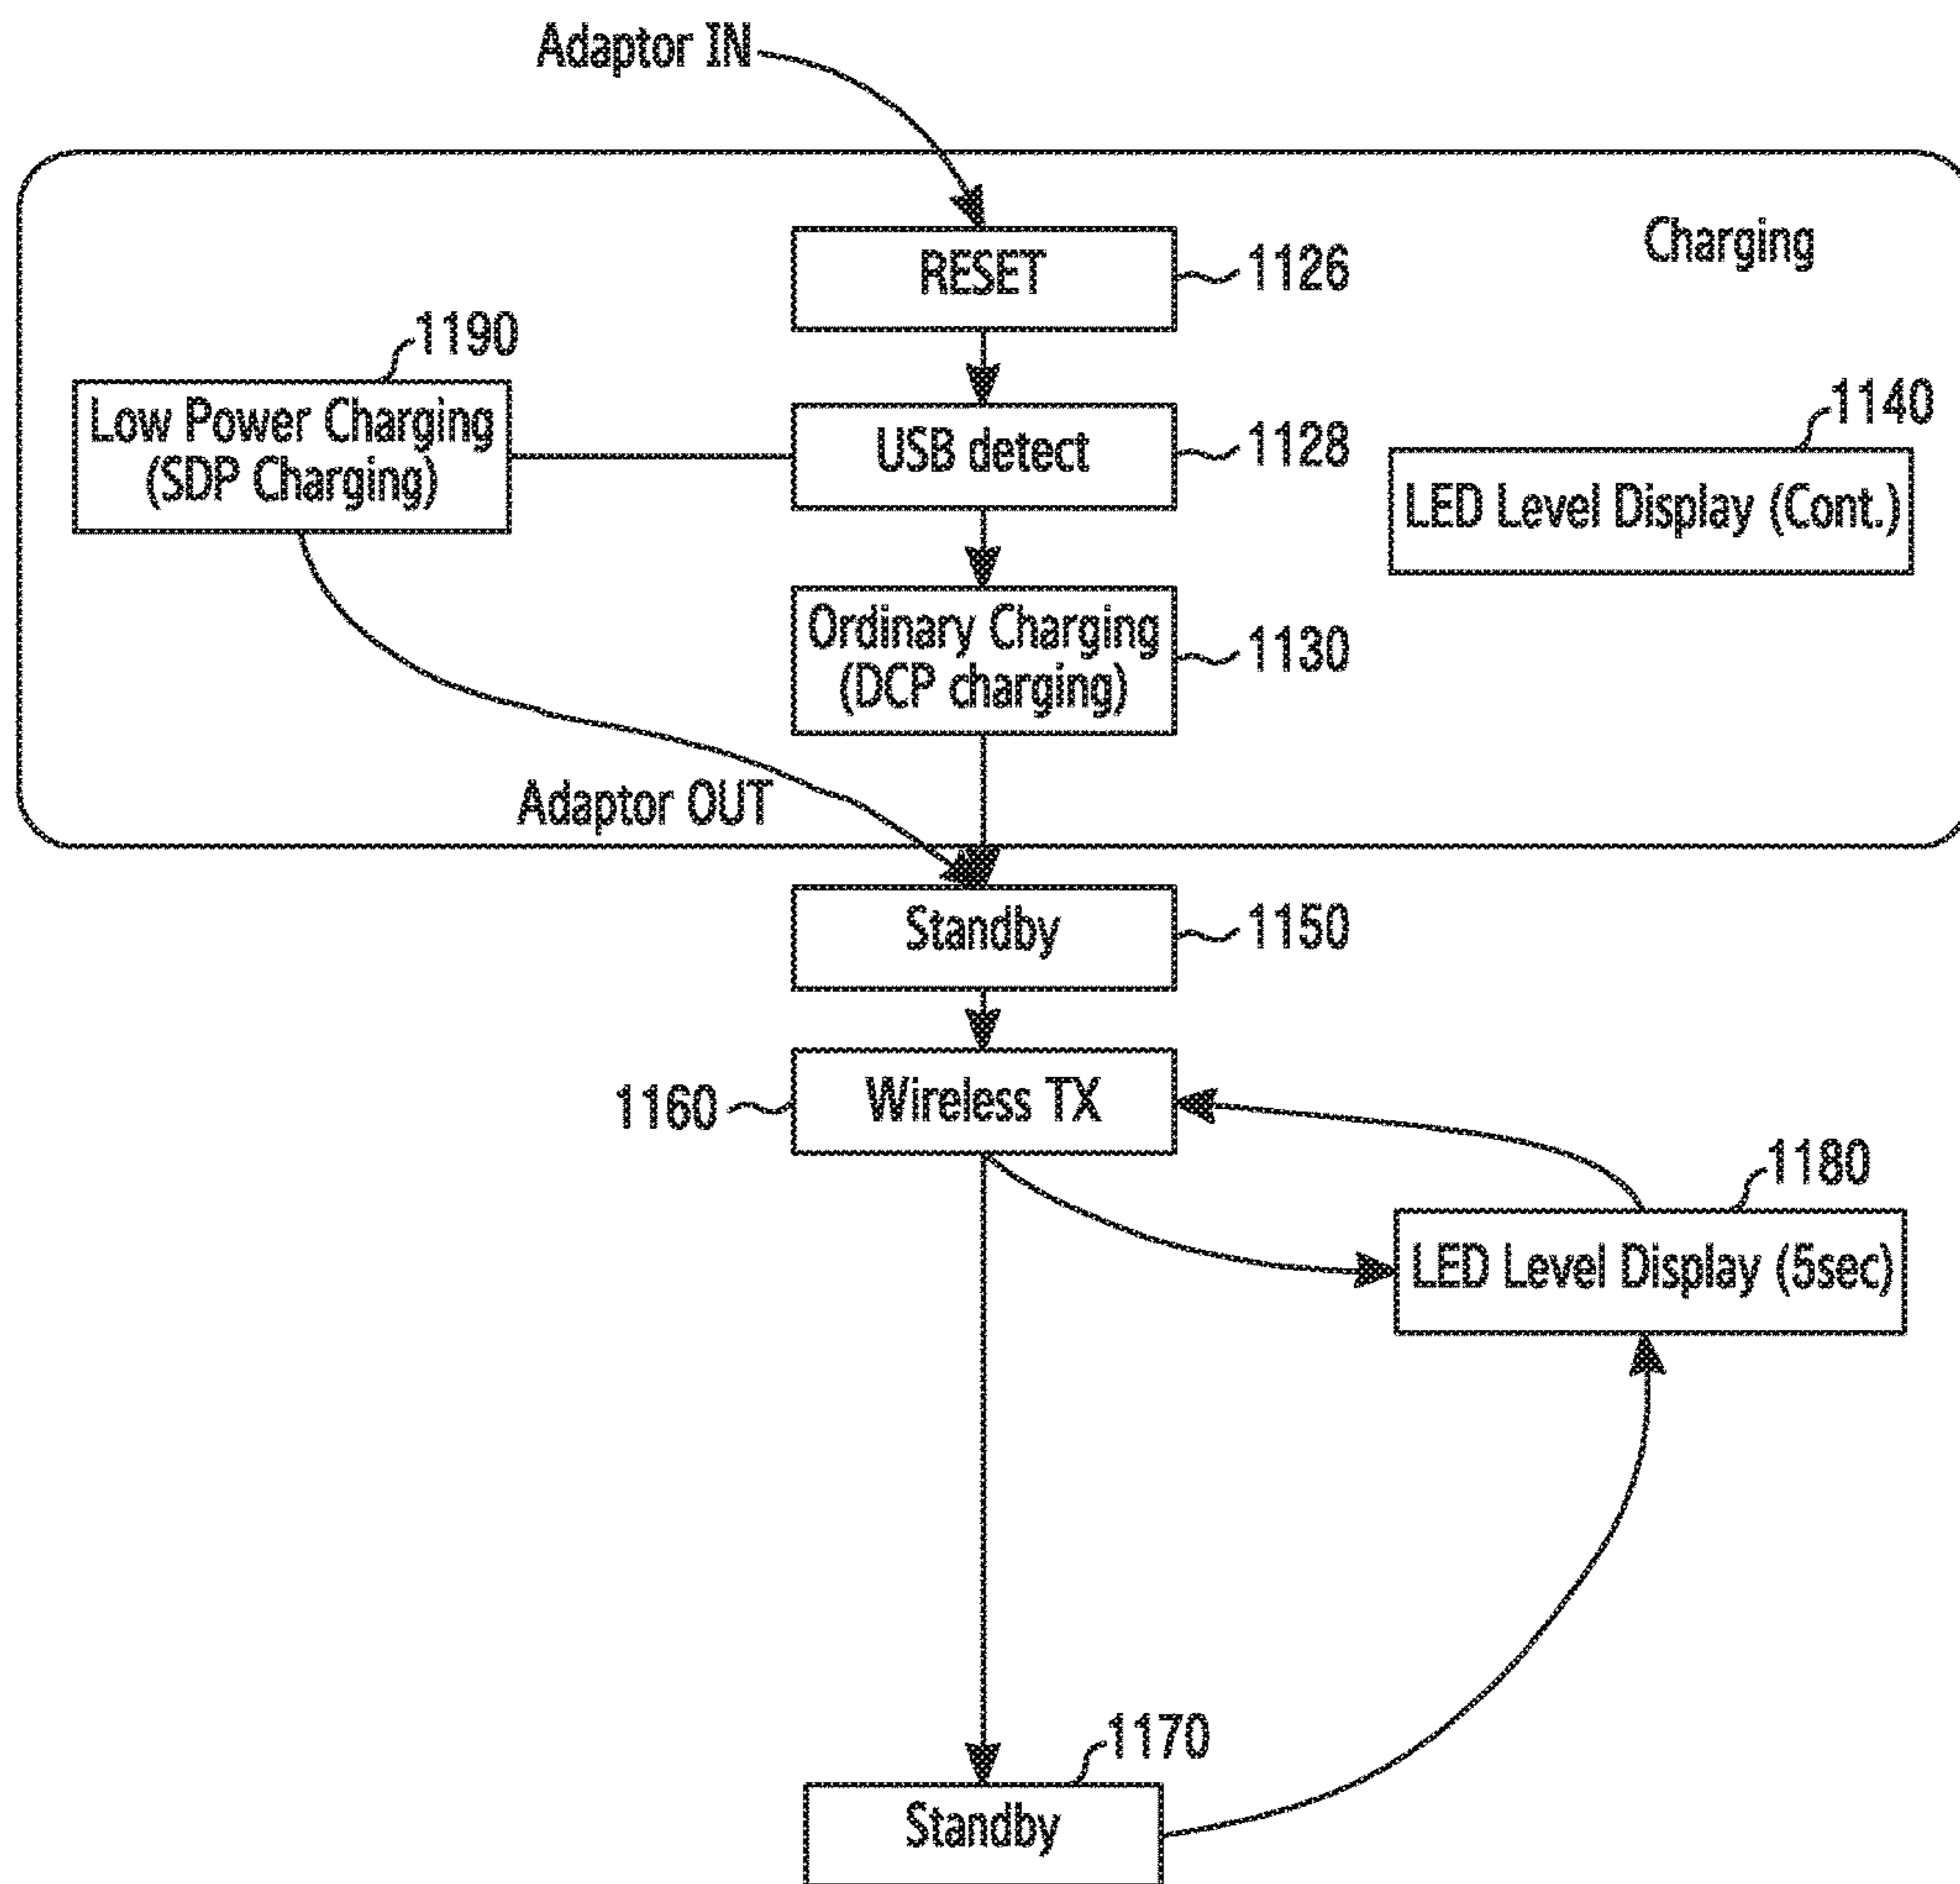 Adaptor IN
Charging
RESET
1126
1190
Low Power Charging
(SDP Charging)
USB detect
1128
1140
LED Level Display (Cont.)
Ordinary Charging
(DCP charging)
1130
Adaptor OUT
Standby
1150
Wireless TX
1160
1180
LED Level Display (5sec)
1170
Standby